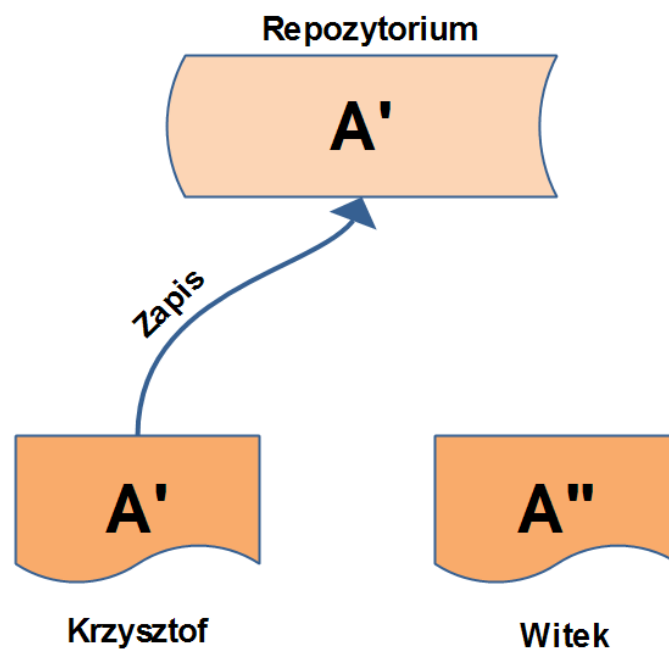 Repozytorium
A'
Zapis
A'
A"
Krzysztof
Witek